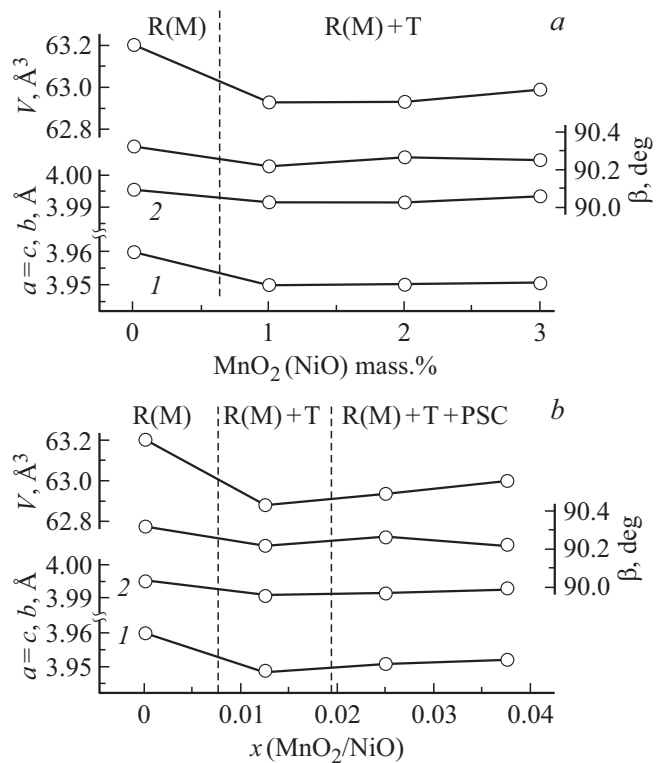 R(M) R(M) + T a
63.2
63.0
62.8
V, Å³
90.4
90.2
90.0
β, deg
4.00
3.99
3.96
3.95
a = c, b, Å
2
1
0 1 2 3
MnO₂ (NiO) mass.%
R(M) R(M) + T R(M) + T + PSC b
63.2
63.0
62.8
V, Å³
90.4
90.2
90.0
β, deg
4.00
3.99
3.96
3.95
a = c, b, Å
2
1
0 0.01 0.02 0.03 0.04
x (MnO₂/NiO)